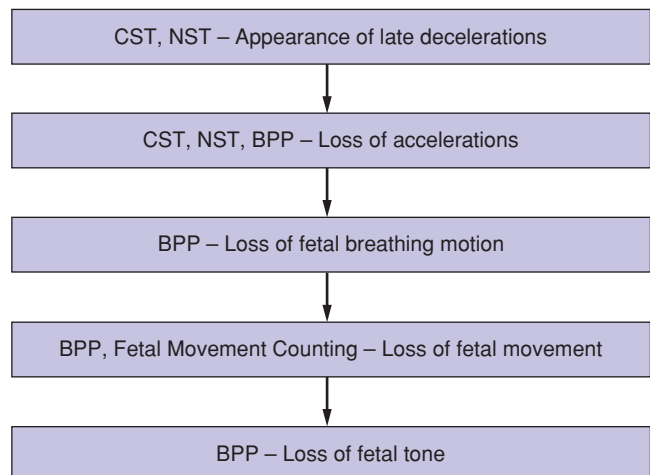 CST, NST – Appearance of late decelerations
CST, NST, BPP – Loss of accelerations
BPP – Loss of fetal breathing motion
BPP, Fetal Movement Counting – Loss of fetal movement
BPP – Loss of fetal tone